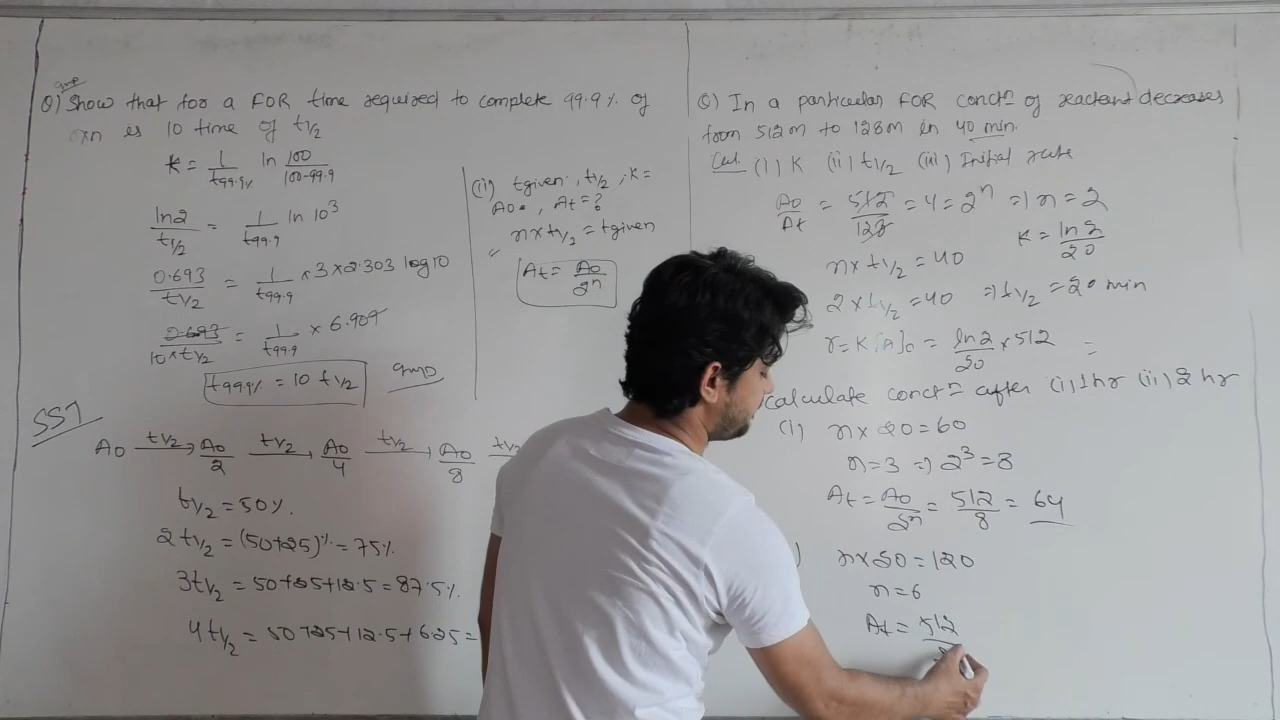 imp
Q) Show that for a FOR time required to complete 99.9% of
rxn is 10 time of t1/2
K = 1/t99.9% ln 100/100-99.9
ln2/t1/2 = 1/t99.9 ln 10^3
0.693/t1/2 = 1/t99.9 × 3×2.303 log10
0.693/10×t1/2 = 1/t99.9 × 6.909
t99.9% = 10 t1/2
SST
A0 t1/2→ A0/2 t1/2→ A0/4 t1/2→ A0/8 t1/2
t1/2 = 50%.
2t1/2 = (50+25)% = 75%.
3t1/2 = 50+25+12.5 = 87.5%.
4t1/2 = 50+25+12.5+6.25 =
(ii) tgiven, t1/2, K=
A0=, At=?
n×t1/2 = tgiven
At = A0/2^n
Q) In a particular FOR conctn of reactant decreases
from 512M to 128M in 40 min.
Cal. (i) K (ii) t1/2 (iii) Initial rate
A0/At = 512/128 = 4 = 2^n ⇒ n = 2
n×t1/2 = 40
K = ln2/20
2×t1/2 = 40 ⇒ t1/2 = 20 min
r = K[A]0 = ln2/20 × 512 =
Calculate conctn after (i) 1hr (ii) 2 hr
(i) n×20 = 60
n = 3 ⇒ 2^3 = 8
At = A0/2^n = 512/8 = 64
) n×20 = 120
n = 6
At = 512